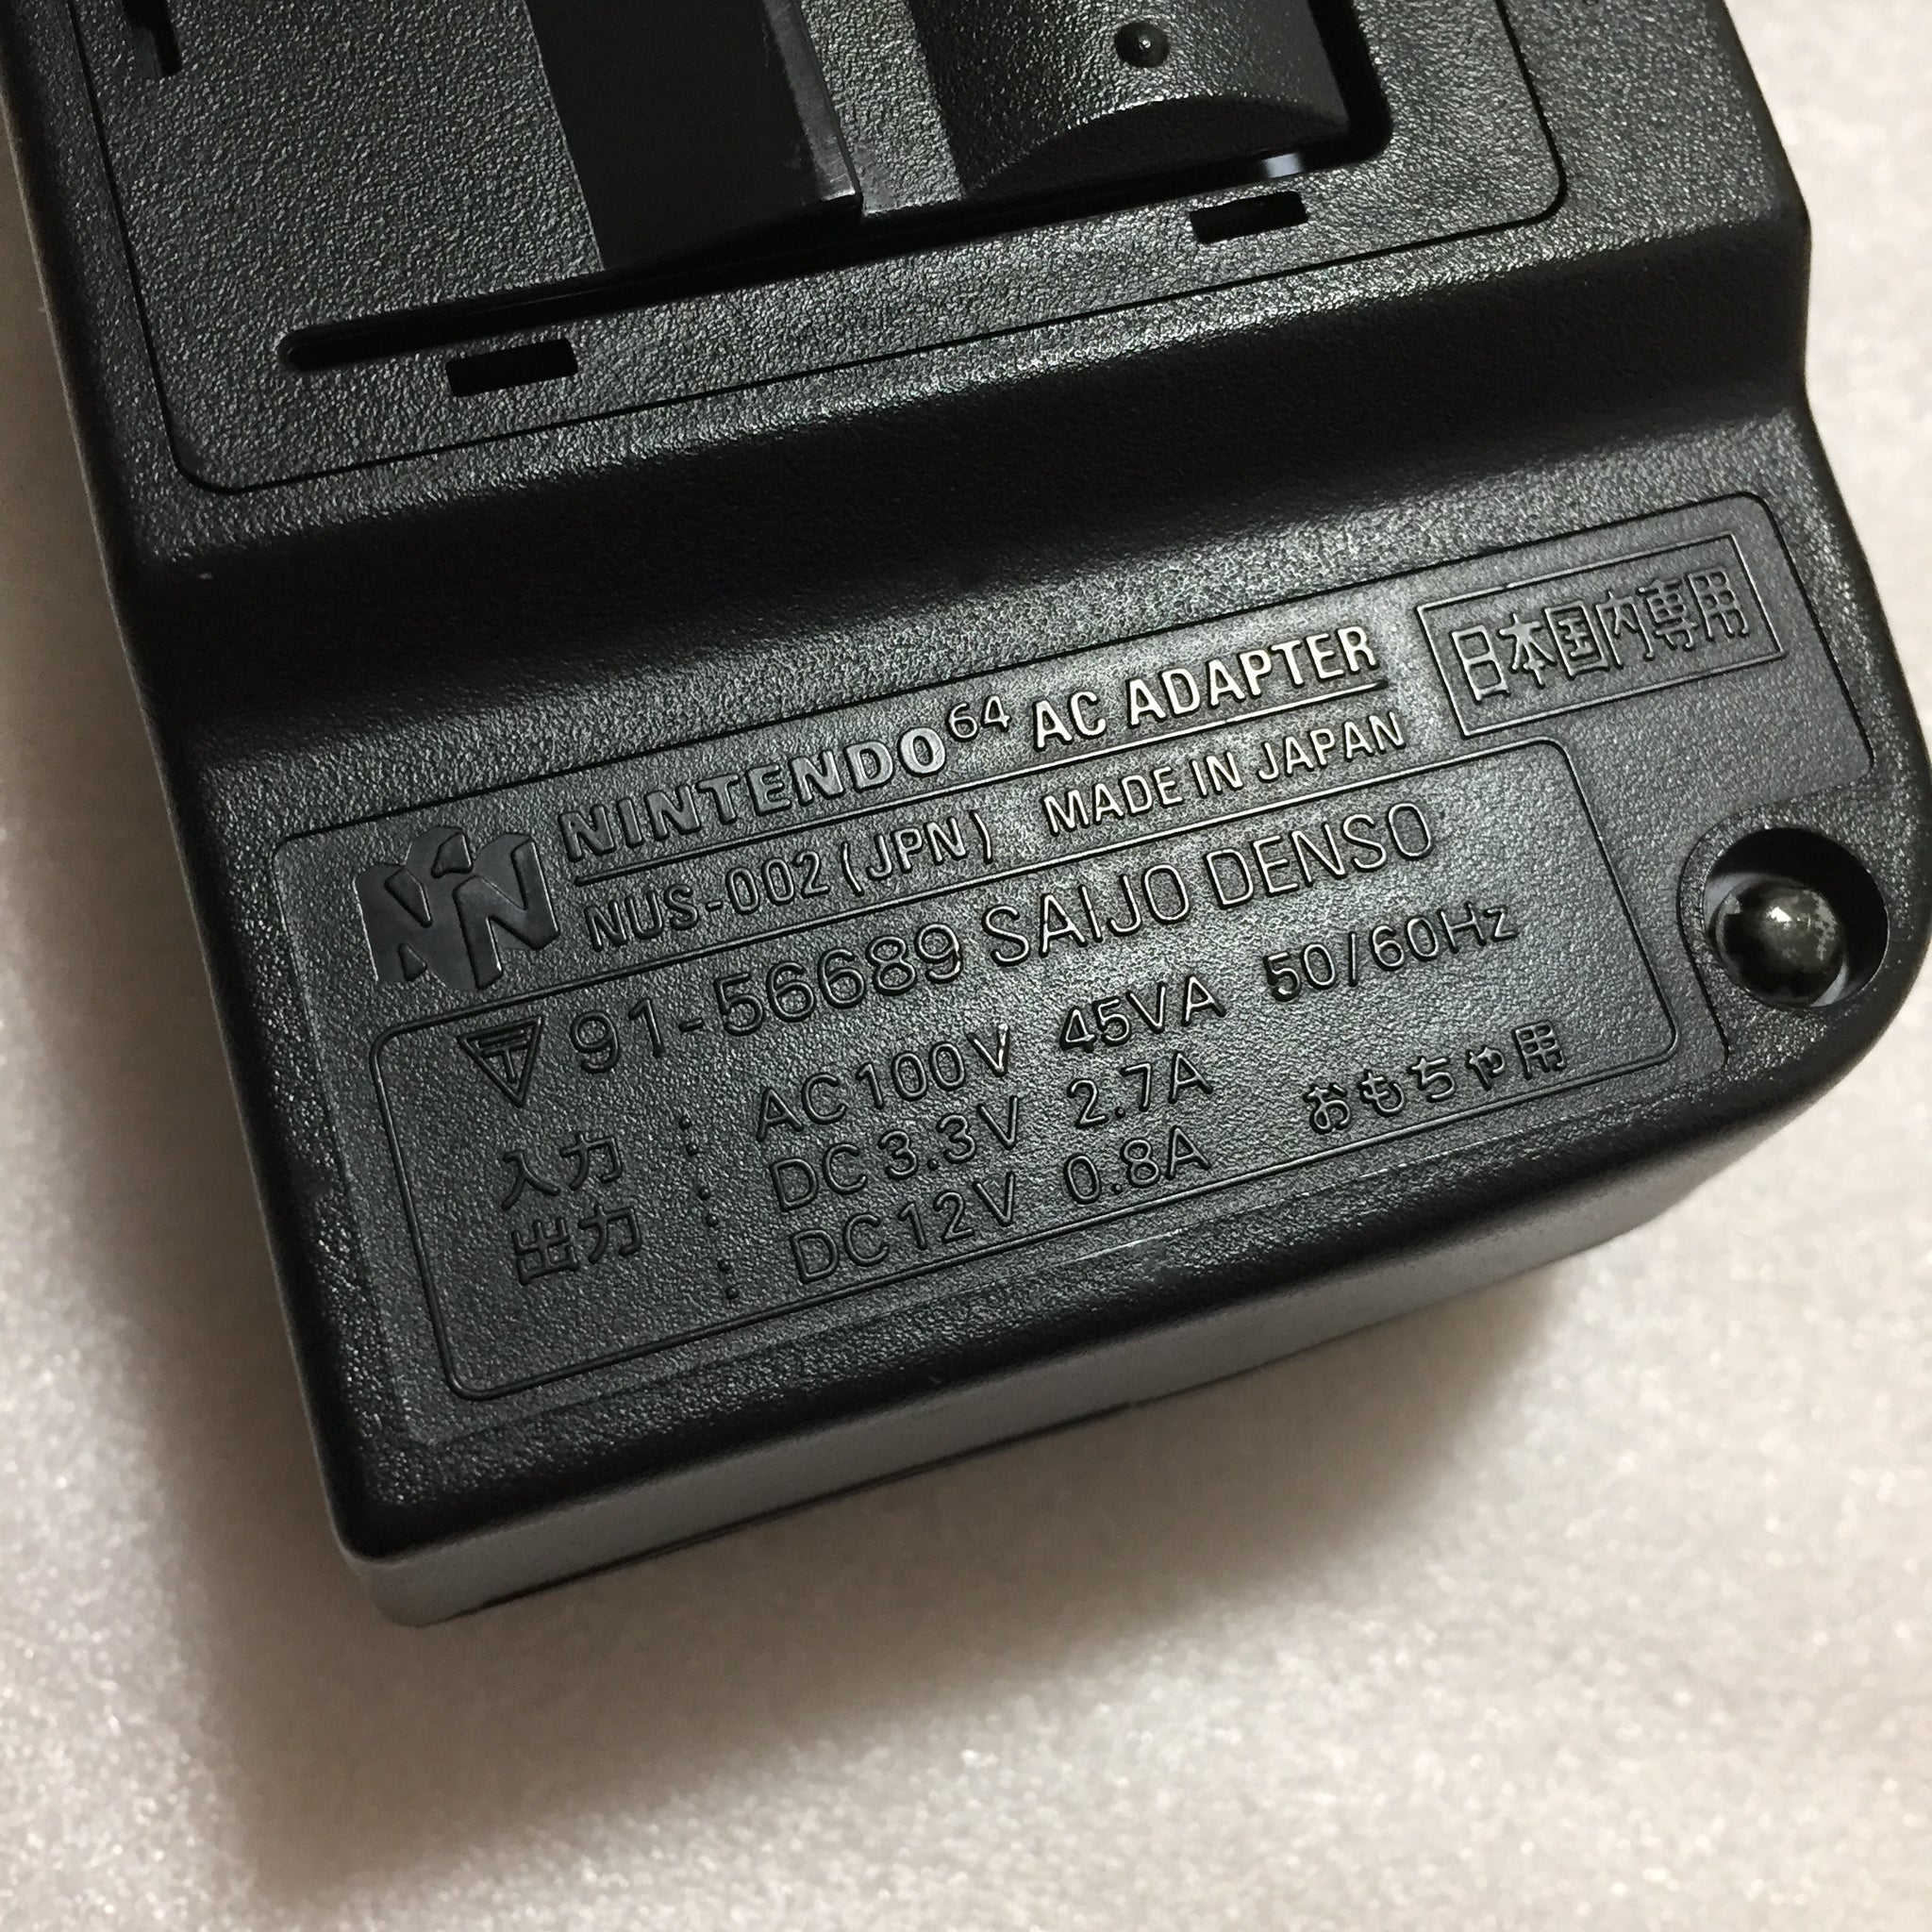 NINTENDO64 AC ADAPTER
日本国内専用
NUS-002(JPN) MADE IN JAPAN
91-56689 SAIJO DENSO
入力 : AC100V 45VA 50/60Hz
出力 : DC3.3V 2.7A
: DC12V 0.8A おもちゃ用